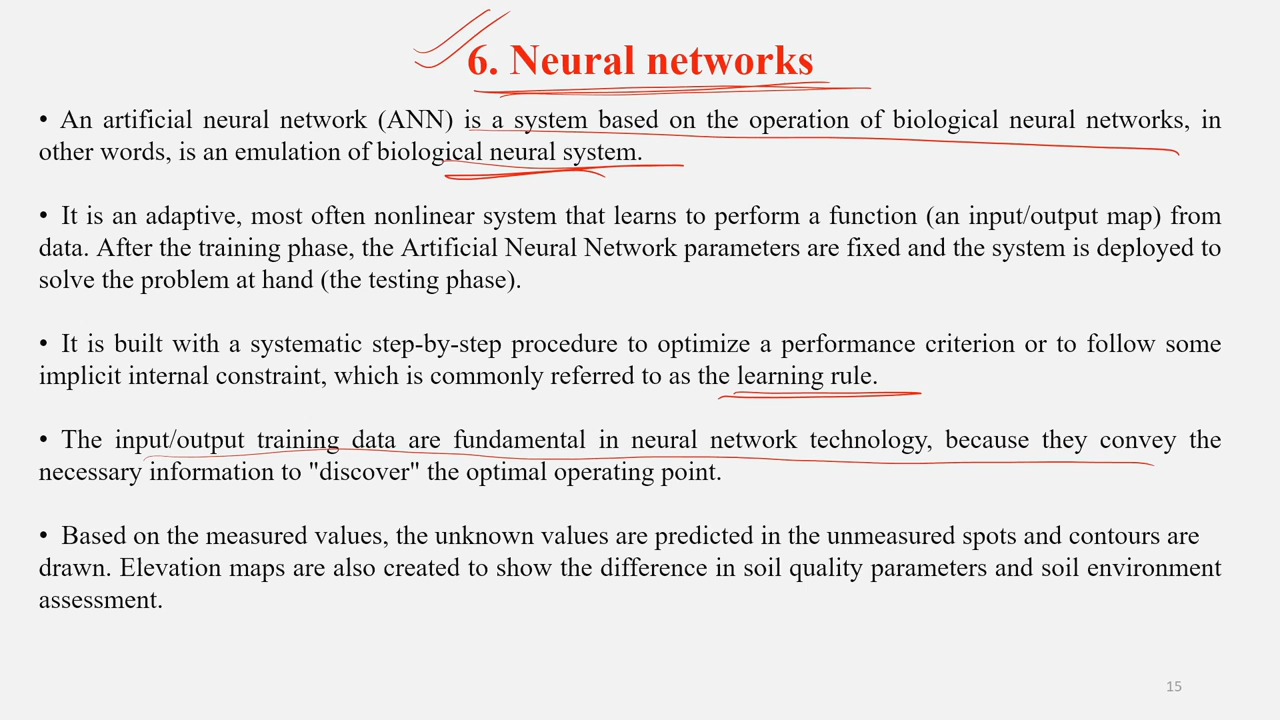 6. Neural networks
• An artificial neural network (ANN) is a system based on the operation of biological neural networks, in
other words, is an emulation of biological neural system.
• It is an adaptive, most often nonlinear system that learns to perform a function (an input/output map) from
data. After the training phase, the Artificial Neural Network parameters are fixed and the system is deployed to
solve the problem at hand (the testing phase).
• It is built with a systematic step-by-step procedure to optimize a performance criterion or to follow some
implicit internal constraint, which is commonly referred to as the learning rule.
• The input/output training data are fundamental in neural network technology, because they convey the
necessary information to "discover" the optimal operating point.
• Based on the measured values, the unknown values are predicted in the unmeasured spots and contours are
drawn. Elevation maps are also created to show the difference in soil quality parameters and soil environment
assessment.
15